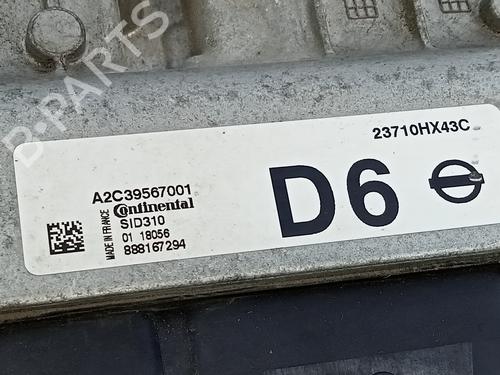 B-PARTS
23710HX43C
A2C39567001
Continental
SID310
01 18056
888167294
MADE IN FRANCE
D6